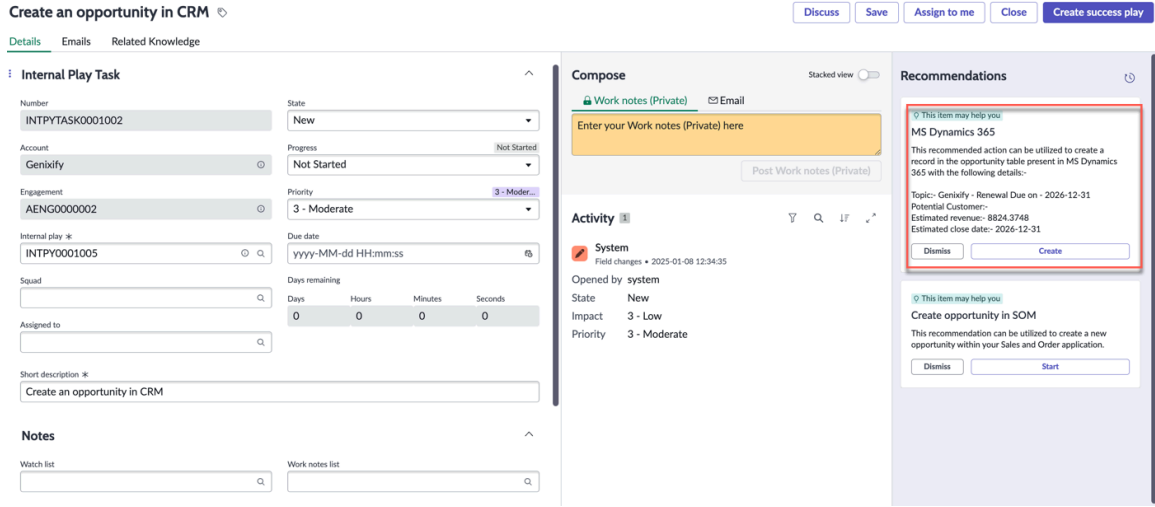 Create an opportunity in CRM
Discuss
Save
Assign to me
Close
Create success play
Details
Emails
Related Knowledge
Internal Play Task
Number
INTPYTASK0001002
State
New
Account
Genixify
Progress
Not Started
Not Started
Engagement
AENG0000002
Priority
3 - Moder...
3 - Moderate
Internal play *
INTPY0001005
Due date
yyyy-MM-dd HH:mm:ss
Squad
Days remaining
Days Hours Minutes Seconds
0 0 0 0
Assigned to
Short description *
Create an opportunity in CRM
Notes
Watch list
Work notes list
Compose
Stacked view
Work notes (Private)
Email
Enter your Work notes (Private) here
Post Work notes (Private)
Activity 1
System
Field changes • 2025-01-08 12:34:35
Opened by system
State New
Impact 3 - Low
Priority 3 - Moderate
Recommendations
This item may help you
MS Dynamics 365
This recommended action can be utilized to create a
record in the opportunity table present in MS Dynamics
365 with the following details:-
Topic:- Genixify - Renewal Due on - 2026-12-31
Potential Customer:-
Estimated revenue:- 8824.3748
Estimated close date:- 2026-12-31
Dismiss
Create
This item may help you
Create opportunity in SOM
This recommendation can be utilized to create a new
opportunity within your Sales and Order application.
Dismiss
Start